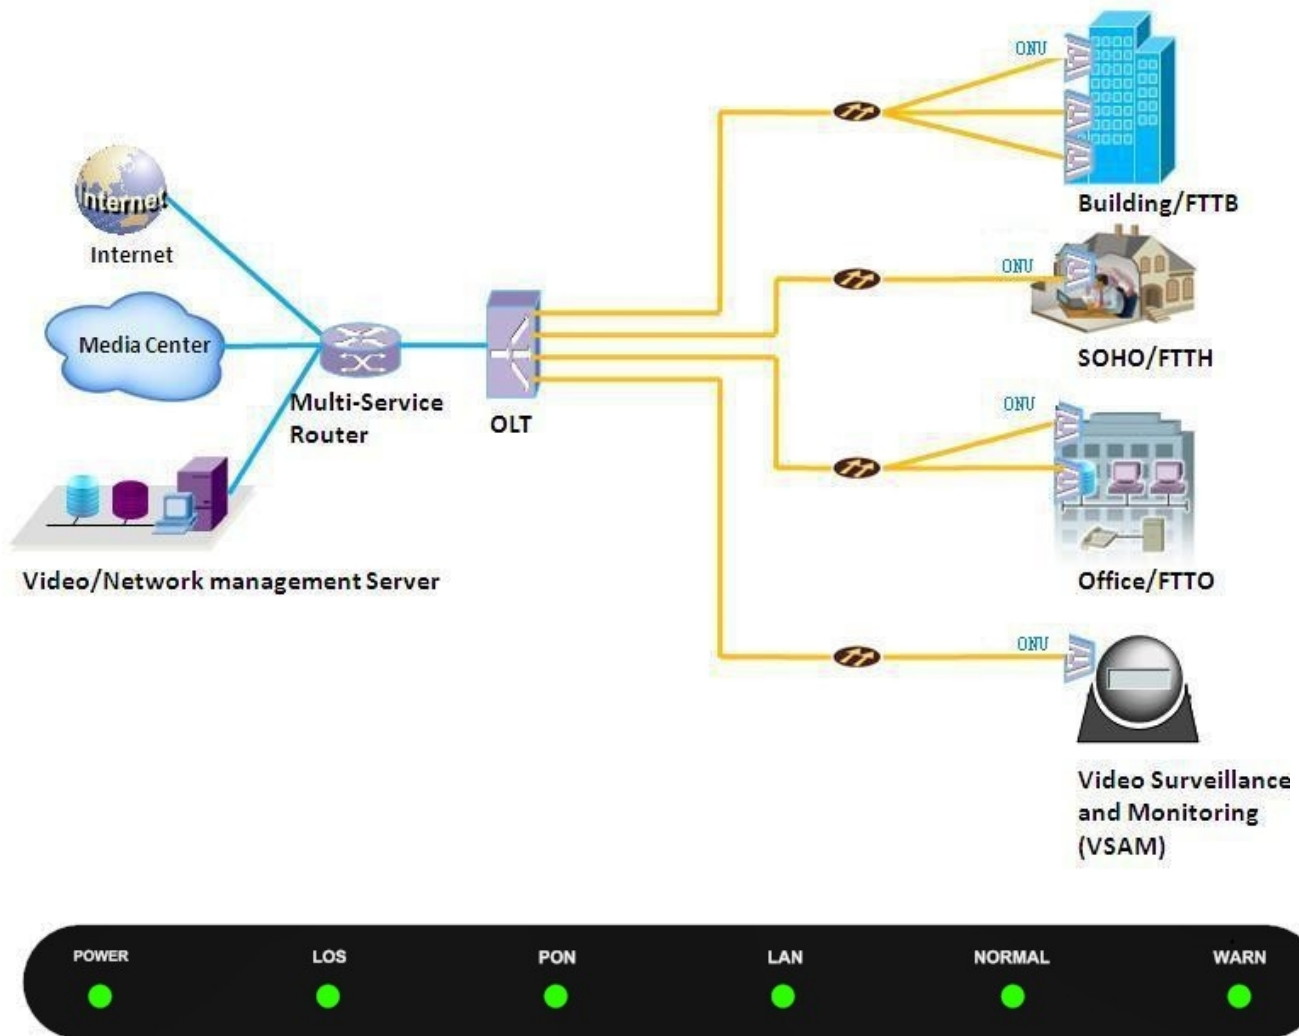 ONU
Building/FTTB
Internet
Internet
ONU
Media Center
SOHO/FTTH
Multi-Service
Router
OLT
ONU
Video/Network management Server
Office/FTTO
ONU
Video Surveillance
and Monitoring
(VSAM)
POWER LOS PON LAN NORMAL WARN